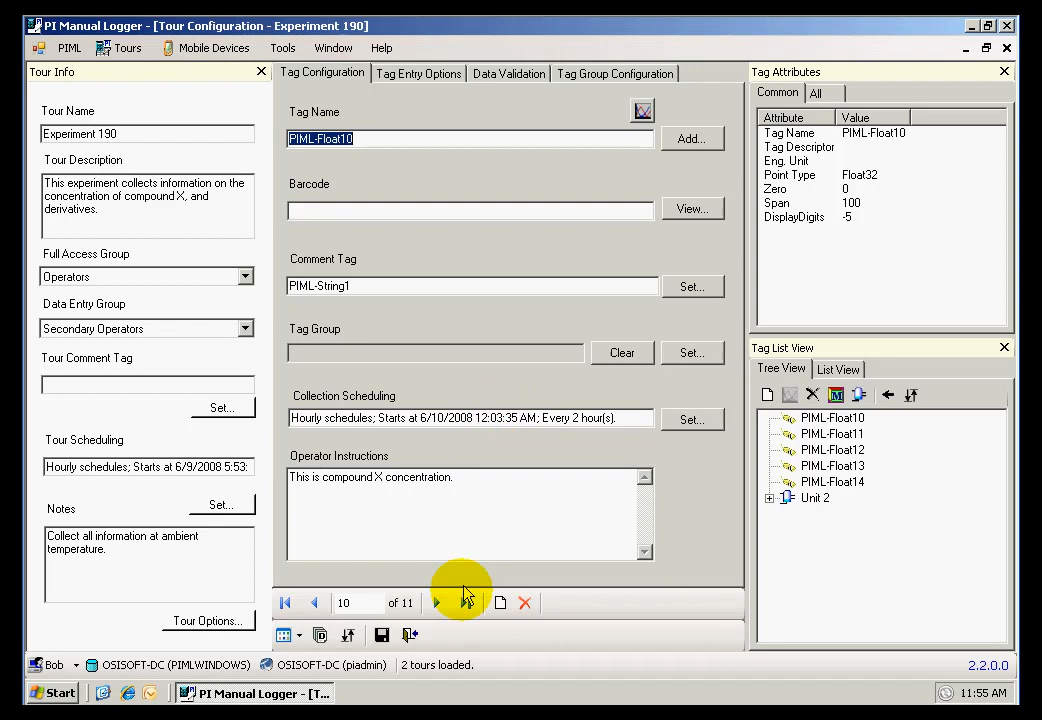 PI Manual Logger - [Tour Configuration - Experiment 190]
PIML Tours Mobile Devices Tools Window Help
Tour Info
Tour Name
Experiment 190
Tour Description
This experiment collects information on the
concentration of compound X, and
derivatives.
Full Access Group
Operators
Data Entry Group
Secondary Operators
Tour Comment Tag
Set...
Tour Scheduling
Hourly schedules; Starts at 6/9/2008 5:53:
Set...
Notes
Collect all information at ambient
temperature.
Tour Options...
Tag Configuration Tag Entry Options Data Validation Tag Group Configuration
Tag Name
PIML-Float10
Add...
Barcode
View...
Comment Tag
PIML-String1
Set...
Tag Group
Clear
Set...
Collection Scheduling
Hourly schedules; Starts at 6/10/2008 12:03:35 AM; Every 2 hour(s).
Set...
Operator Instructions
This is compound X concentration.
10 of 11
Tag Attributes
Common All
Attribute Value
Tag Name PIML-Float10
Tag Descriptor
Eng. Unit
Point Type Float32
Zero 0
Span 100
DisplayDigits -5
Tag List View
Tree View List View
PIML-Float10
PIML-Float11
PIML-Float12
PIML-Float13
PIML-Float14
Unit 2
Bob OSISOFT-DC (PIMLWINDOWS) OSISOFT-DC (piadmin) 2 tours loaded. 2.2.0.0
Start PI Manual Logger - [T... 11:55 AM